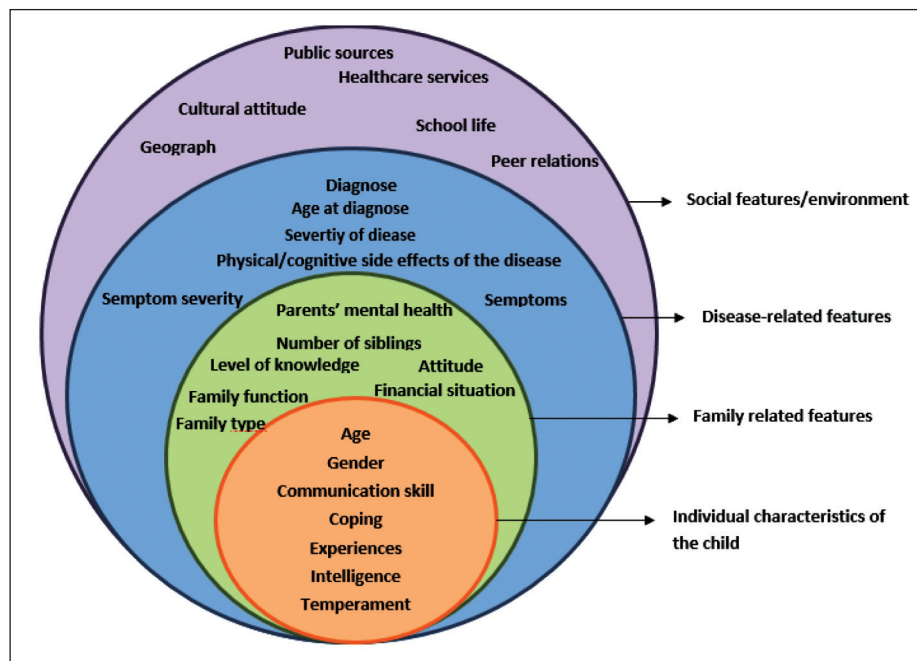 Public sources
Healthcare services
Cultural attitude
School life
Geograph
Peer relations
Diagnose
Age at diagnose
Severtiy of diease
Physical/cognitive side effects of the disease
Semptom severity
Semptoms
Parents' mental health
Number of siblings
Level of knowledge
Attitude
Family function
Financial situation
Family type
Age
Gender
Communication skill
Coping
Experiences
Intelligence
Temperament
Social features/environment
Disease-related features
Family related features
Individual characteristics of
the child